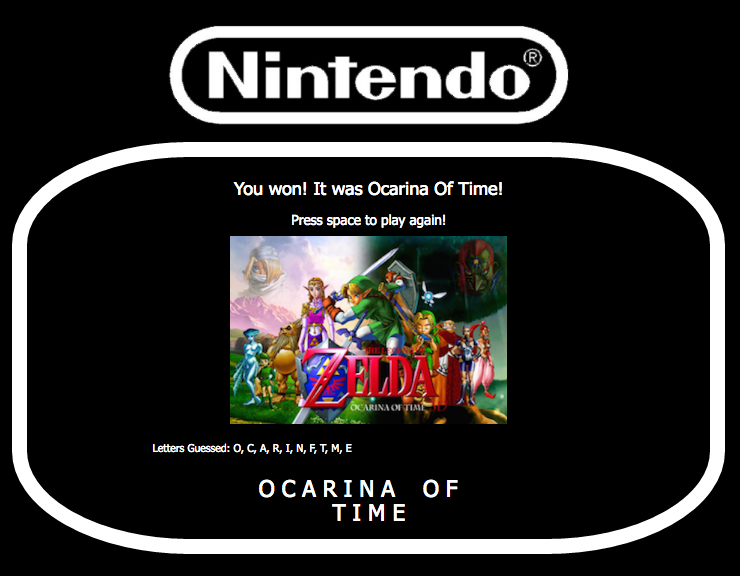 Nintendo®
You won! It was Ocarina Of Time!
Press space to play again!
ZELDA
OCARINA OF TIME 3D
Letters Guessed: O, C, A, R, I, N, F, T, M, E
OCARINA OF
TIME